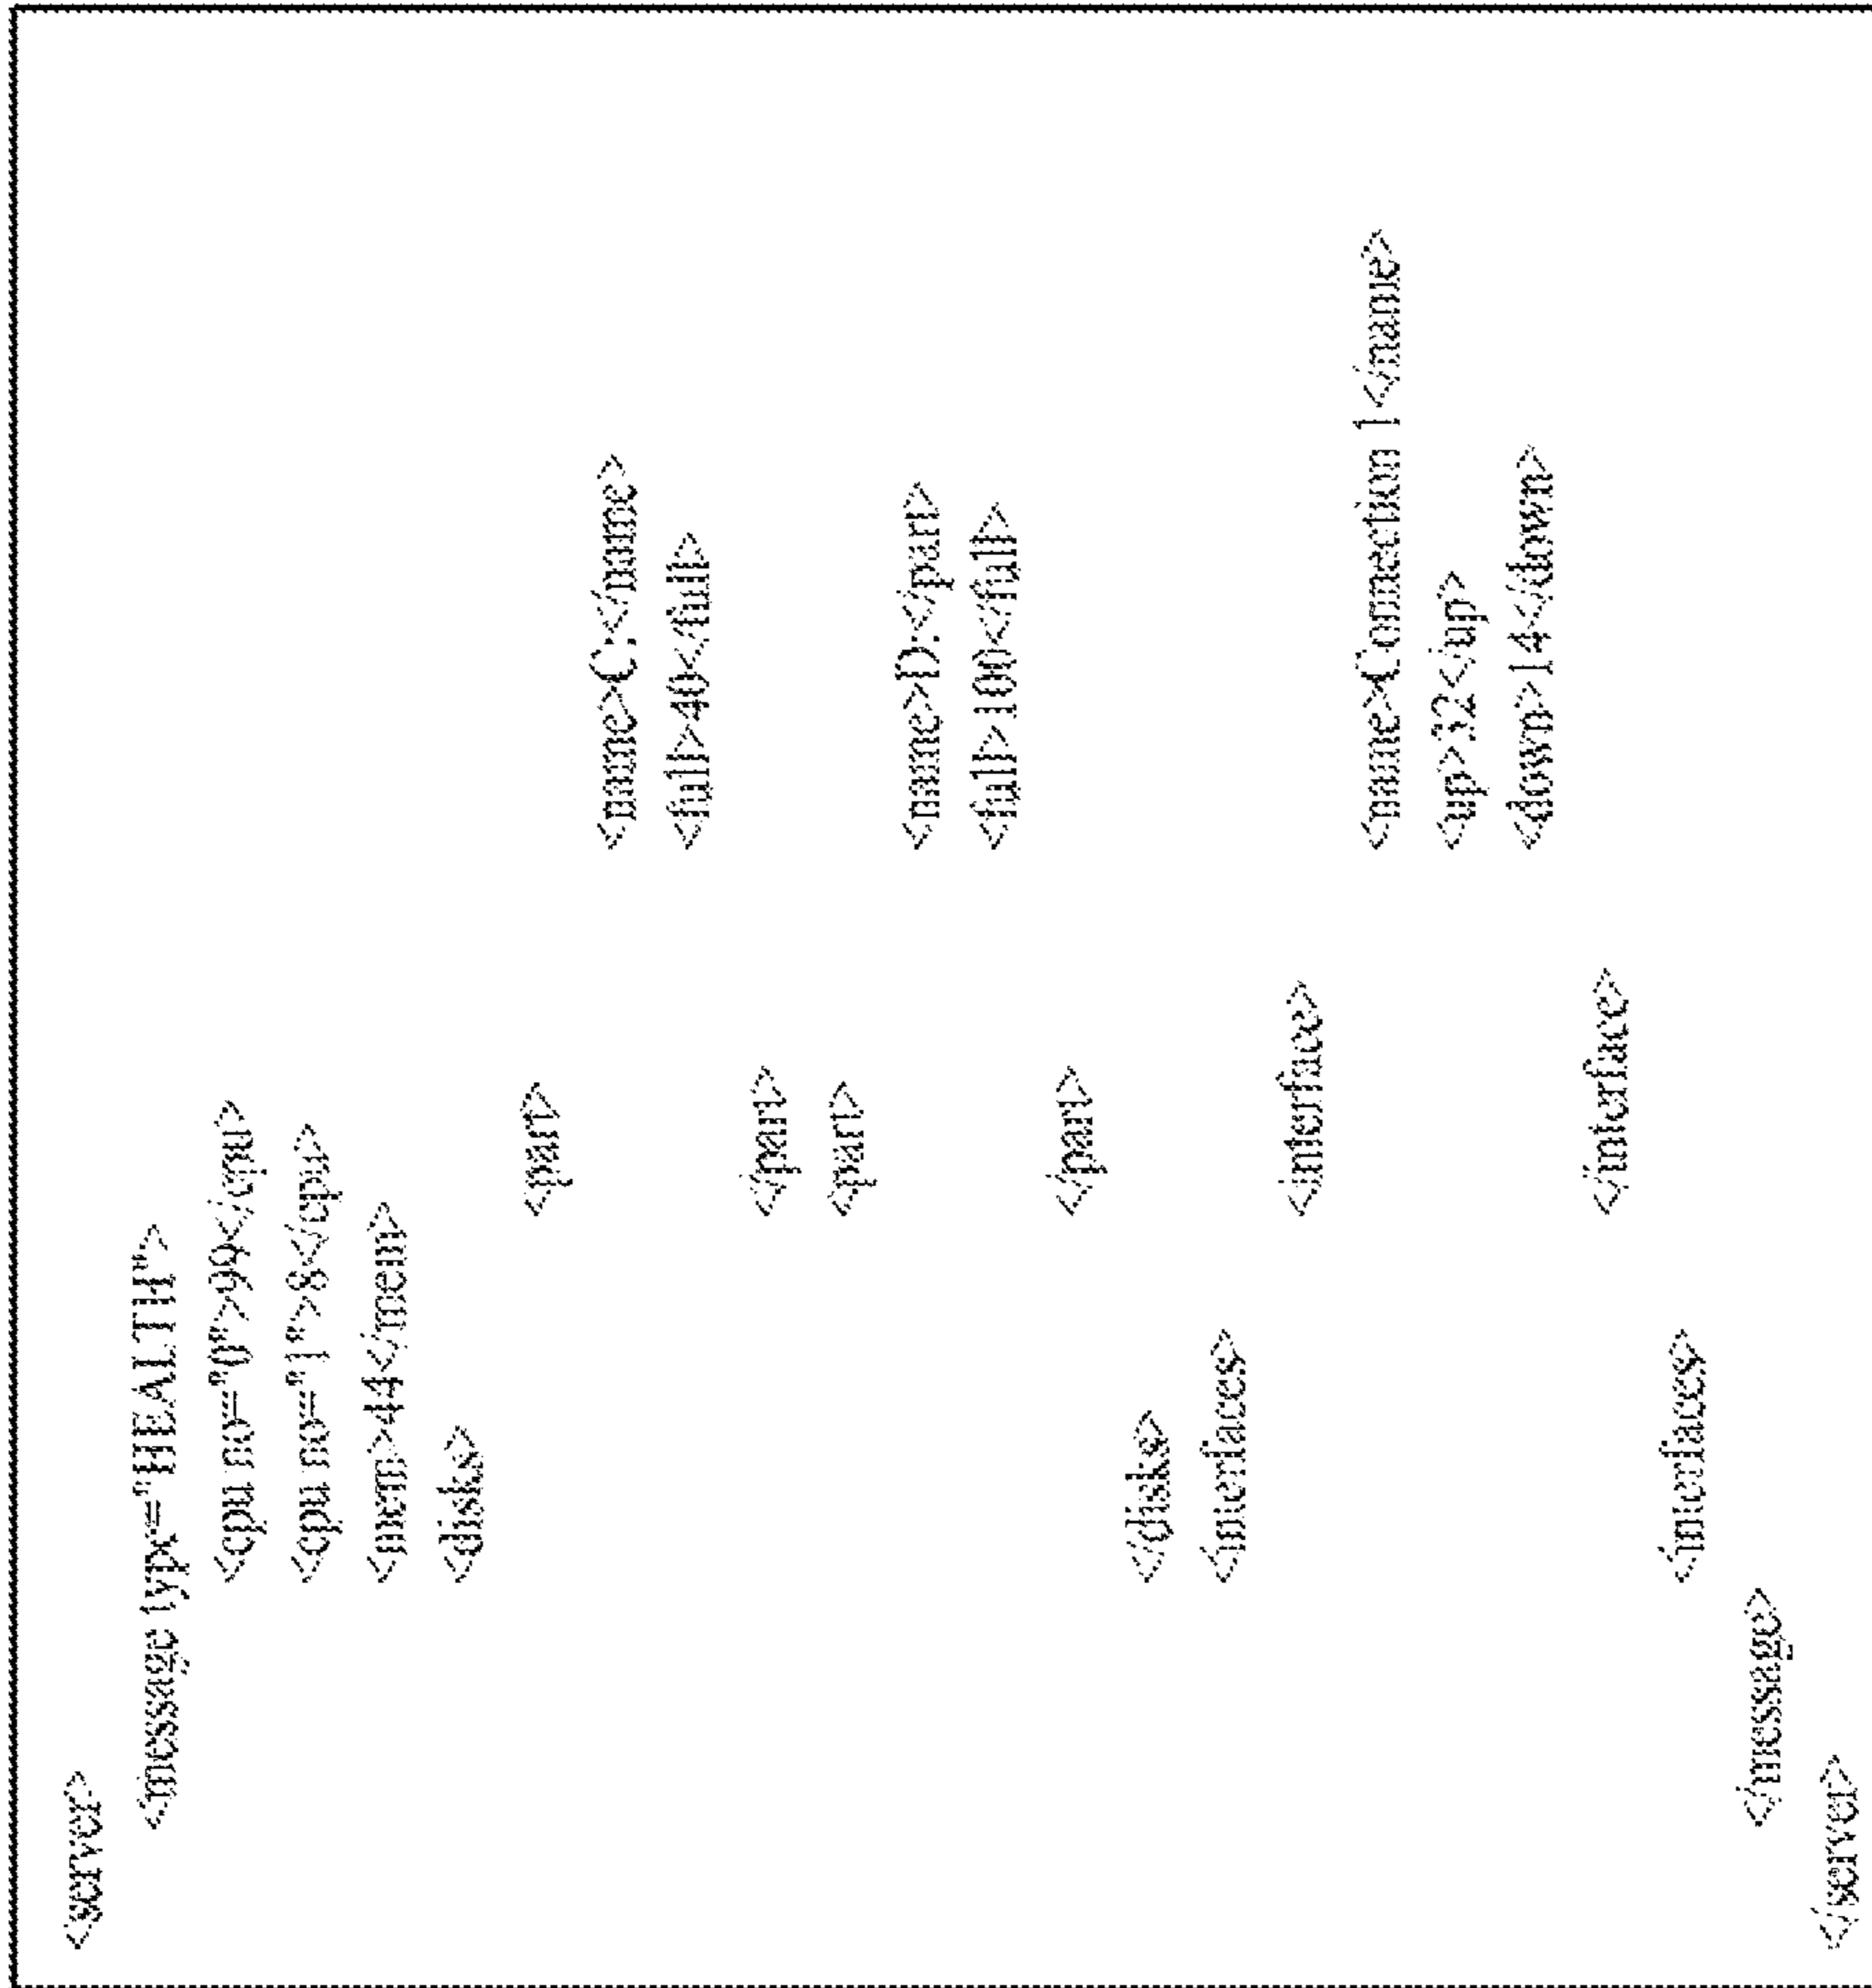 <server>
<message type="HEALTH">
<cpu no="0">99</cpu>
<cpu no="1">8</cpu>
<mem>44</mem>
<disks>
<part>
<name>C:</name>
<full>40</full>
</part>
<part>
<name>D:</part>
<full>100</full>
</part>
</disks>
<interfaces>
<interface>
<name>Connection 1</name>
<up>32</up>
<down>14</down>
</interface>
</interfaces>
</message>
</server>